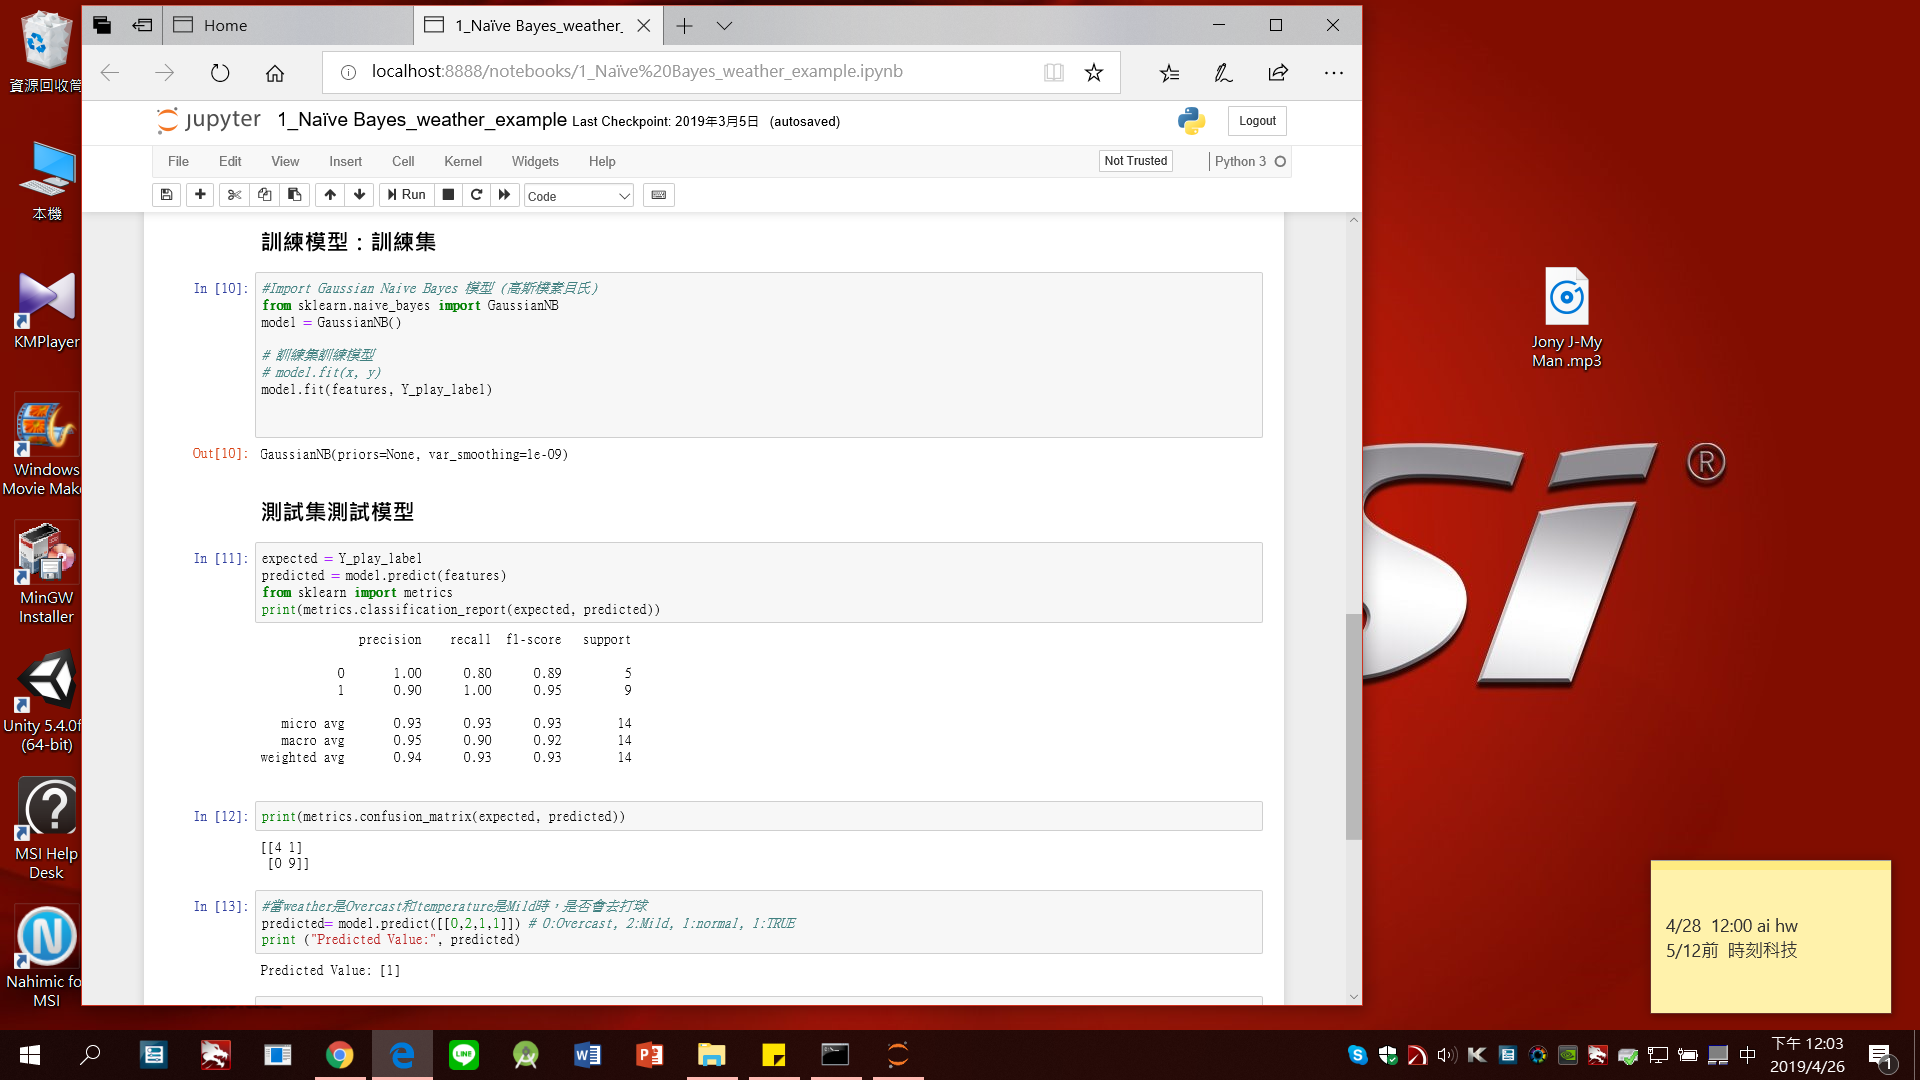 Home
1_Naïve Bayes_weather_
localhost:8888/notebooks/1_Naïve%20Bayes_weather_example.ipynb
jupyter
1_Naïve Bayes_weather_example Last Checkpoint: 2019年3月5日 (autosaved)
Logout
File Edit View Insert Cell Kernel Widgets Help
Not Trusted
Python 3
Run
Code
訓練模型：訓練集
In [10]:
#Import Gaussian Naive Bayes 模型 (高斯樸素貝氏)
from sklearn.naive_bayes import GaussianNB
model = GaussianNB()
# 訓練集訓練模型
# model.fit(x, y)
model.fit(features, Y_play_label)
Out[10]: GaussianNB(priors=None, var_smoothing=1e-09)
測試集測試模型
In [11]:
expected = Y_play_label
predicted = model.predict(features)
from sklearn import metrics
print(metrics.classification_report(expected, predicted))
precision recall f1-score support
0 1.00 0.80 0.89 5
1 0.90 1.00 0.95 9
micro avg 0.93 0.93 0.93 14
macro avg 0.95 0.90 0.92 14
weighted avg 0.94 0.93 0.93 14
In [12]: print(metrics.confusion_matrix(expected, predicted))
[[4 1]
[0 9]]
In [13]:
#當weather是Overcast和temperature是Mild時，是否會去打球
predicted= model.predict([[0,2,1,1]]) # 0:Overcast, 2:Mild, 1:normal, 1:TRUE
print ("Predicted Value:", predicted)
Predicted Value: [1]
資源回收筒
本機
KMPlayer
Windows
Movie Mak
MinGW
Installer
Unity 5.4.0f
(64-bit)
MSI Help
Desk
Nahimic fo
MSI
Jony J-My
Man .mp3
Si ®
4/28 12:00 ai hw
5/12前 時刻科技
LINE
中
下午 12:03
2019/4/26
1